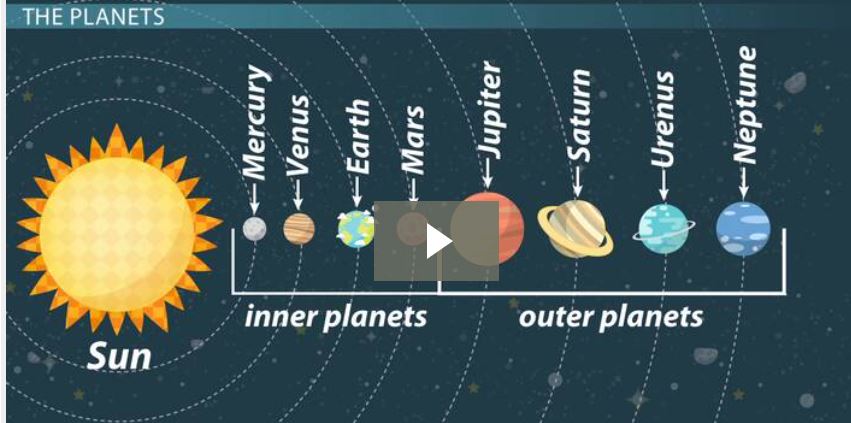 THE PLANETS
Mercury
Venus
Earth
Mars
Jupiter
Saturn
Urenus
Neptune
inner planets
outer planets
Sun